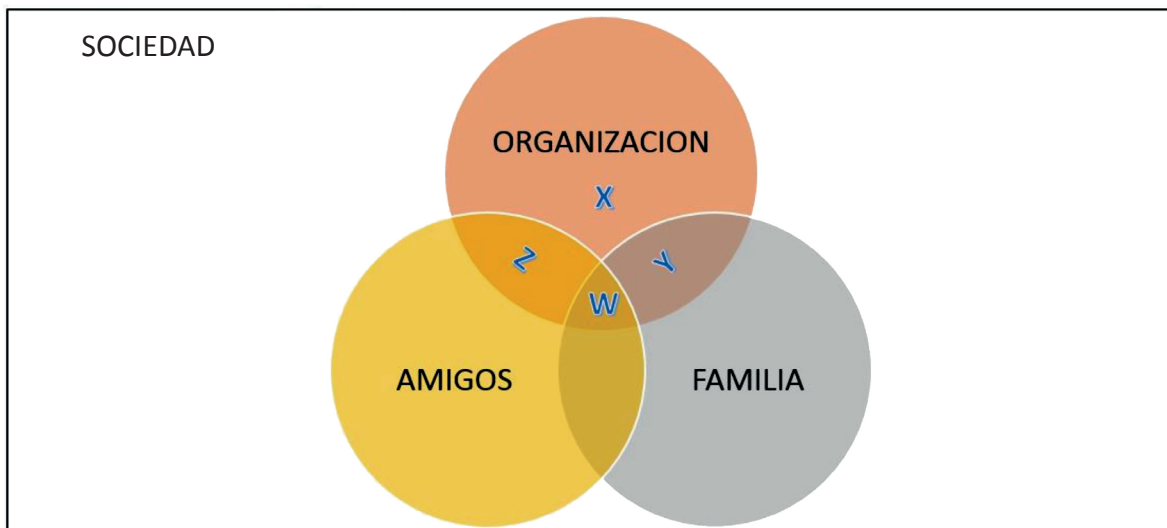 SOCIEDAD
ORGANIZACION
X
Z
Y
W
AMIGOS
FAMILIA